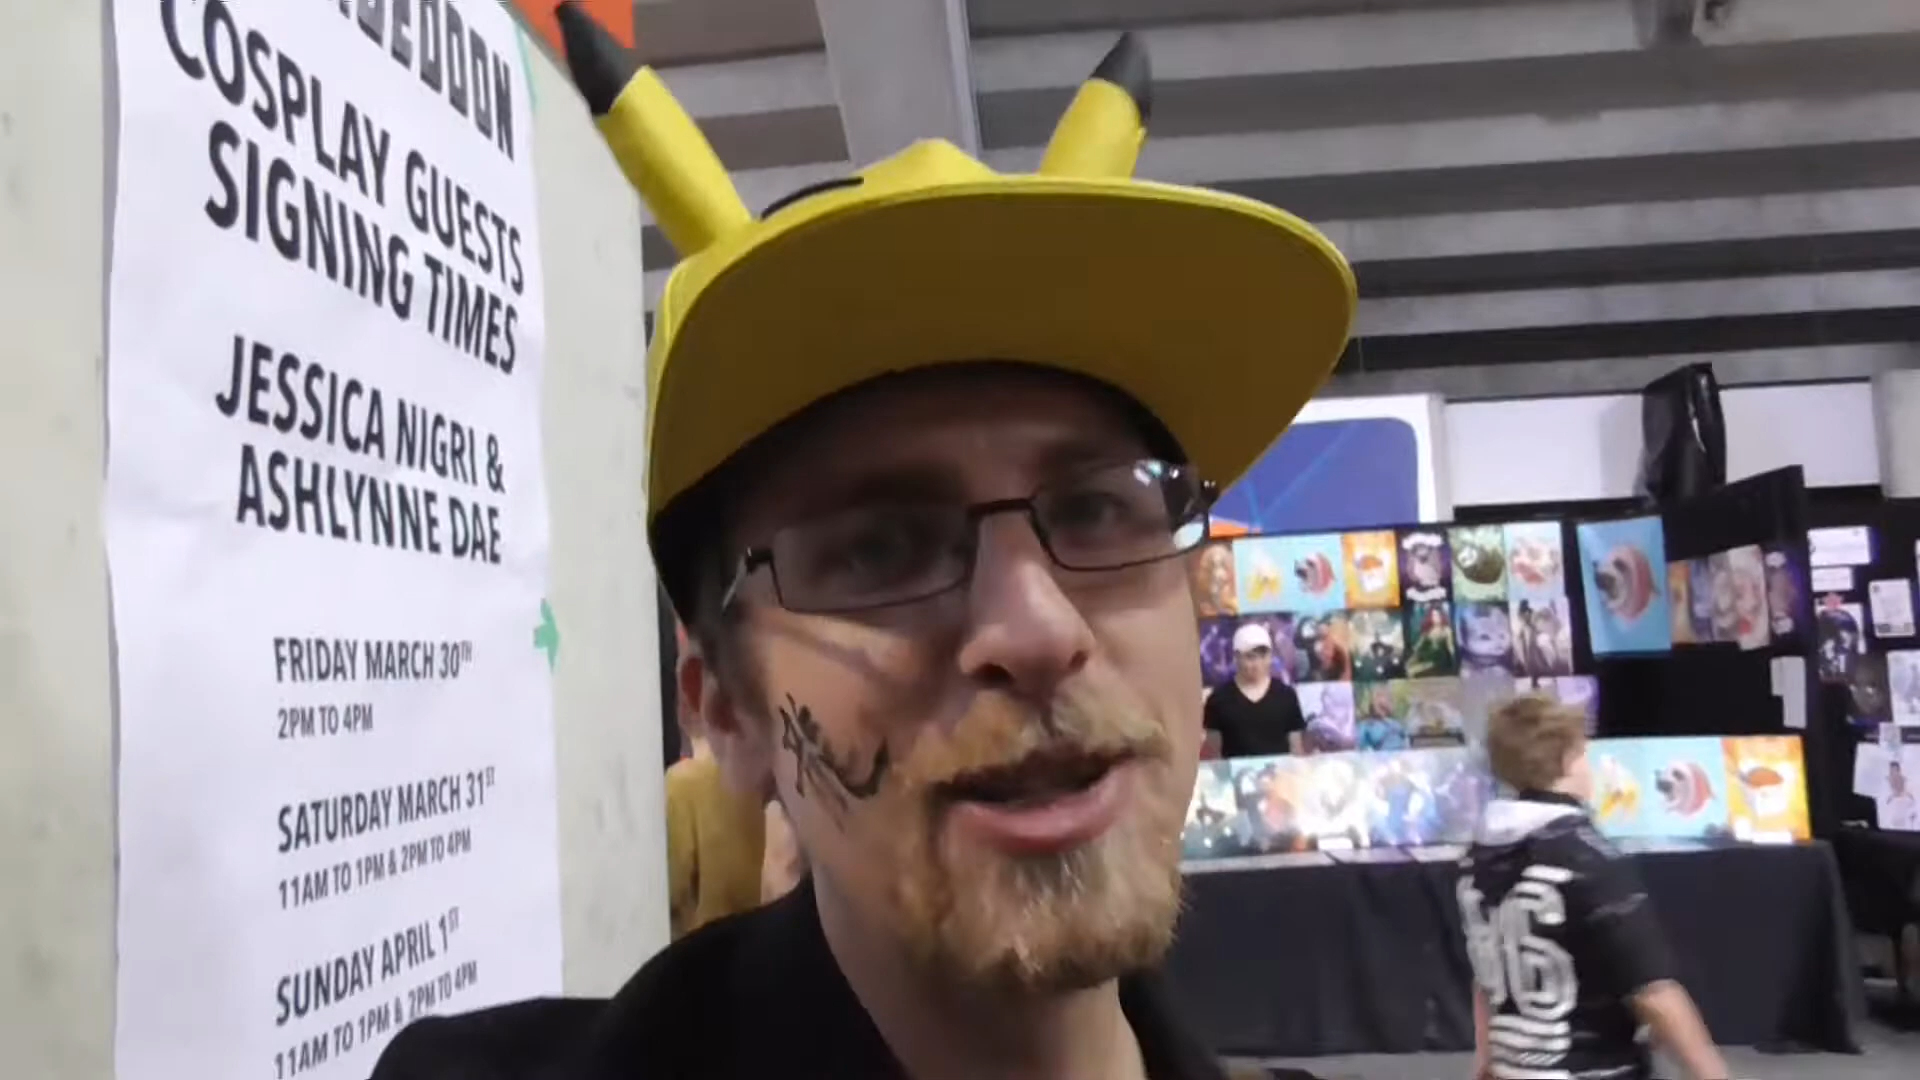 COSPLAY GUESTS
SIGNING TIMES
JESSICA NIGRI &
ASHLYNNE DAE
FRIDAY MARCH 30TH
2PM TO 4PM
SATURDAY MARCH 31ST
11AM TO 1PM & 2PM TO 4PM
SUNDAY APRIL 1ST
11AM TO 1PM & 2PM TO 4PM